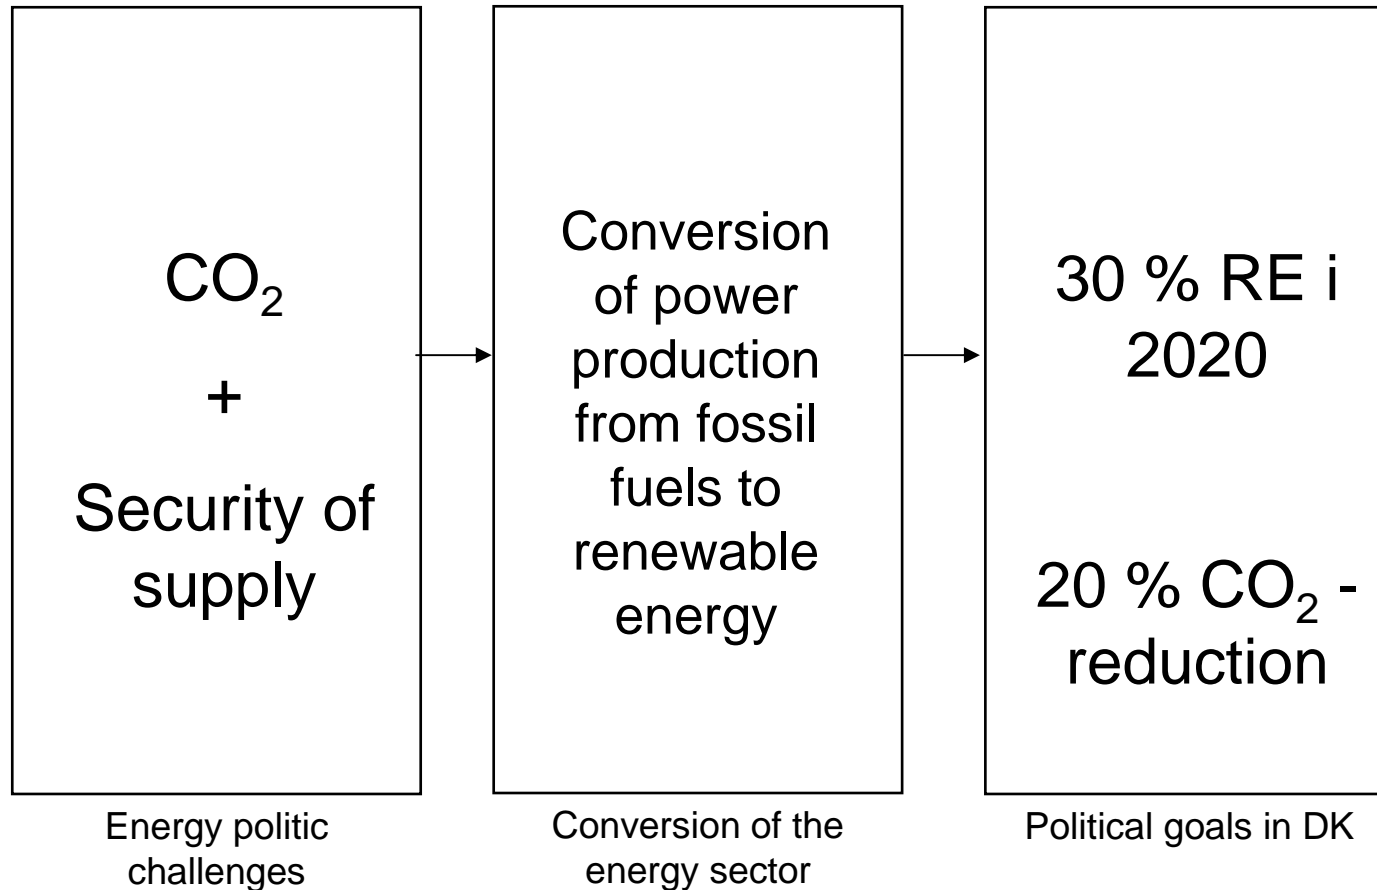 CO₂
+
Security of
supply
Energy politic
challenges
Conversion
of power
production
from fossil
fuels to
renewable
energy
Conversion of the
energy sector
30 % RE i
2020
20 % CO₂ -
reduction
Political goals in DK